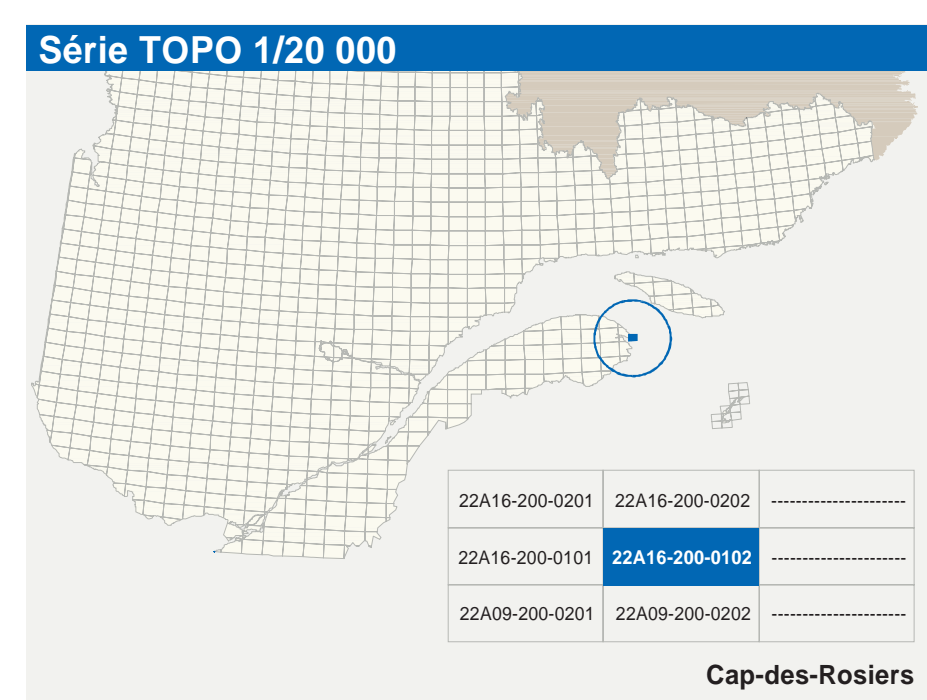 Série TOPO 1/20 000
22A16-200-0201 22A16-200-0202 ----------------------
22A16-200-0101 22A16-200-0102 ----------------------
22A09-200-0201 22A09-200-0202 ----------------------
Cap-des-Rosiers